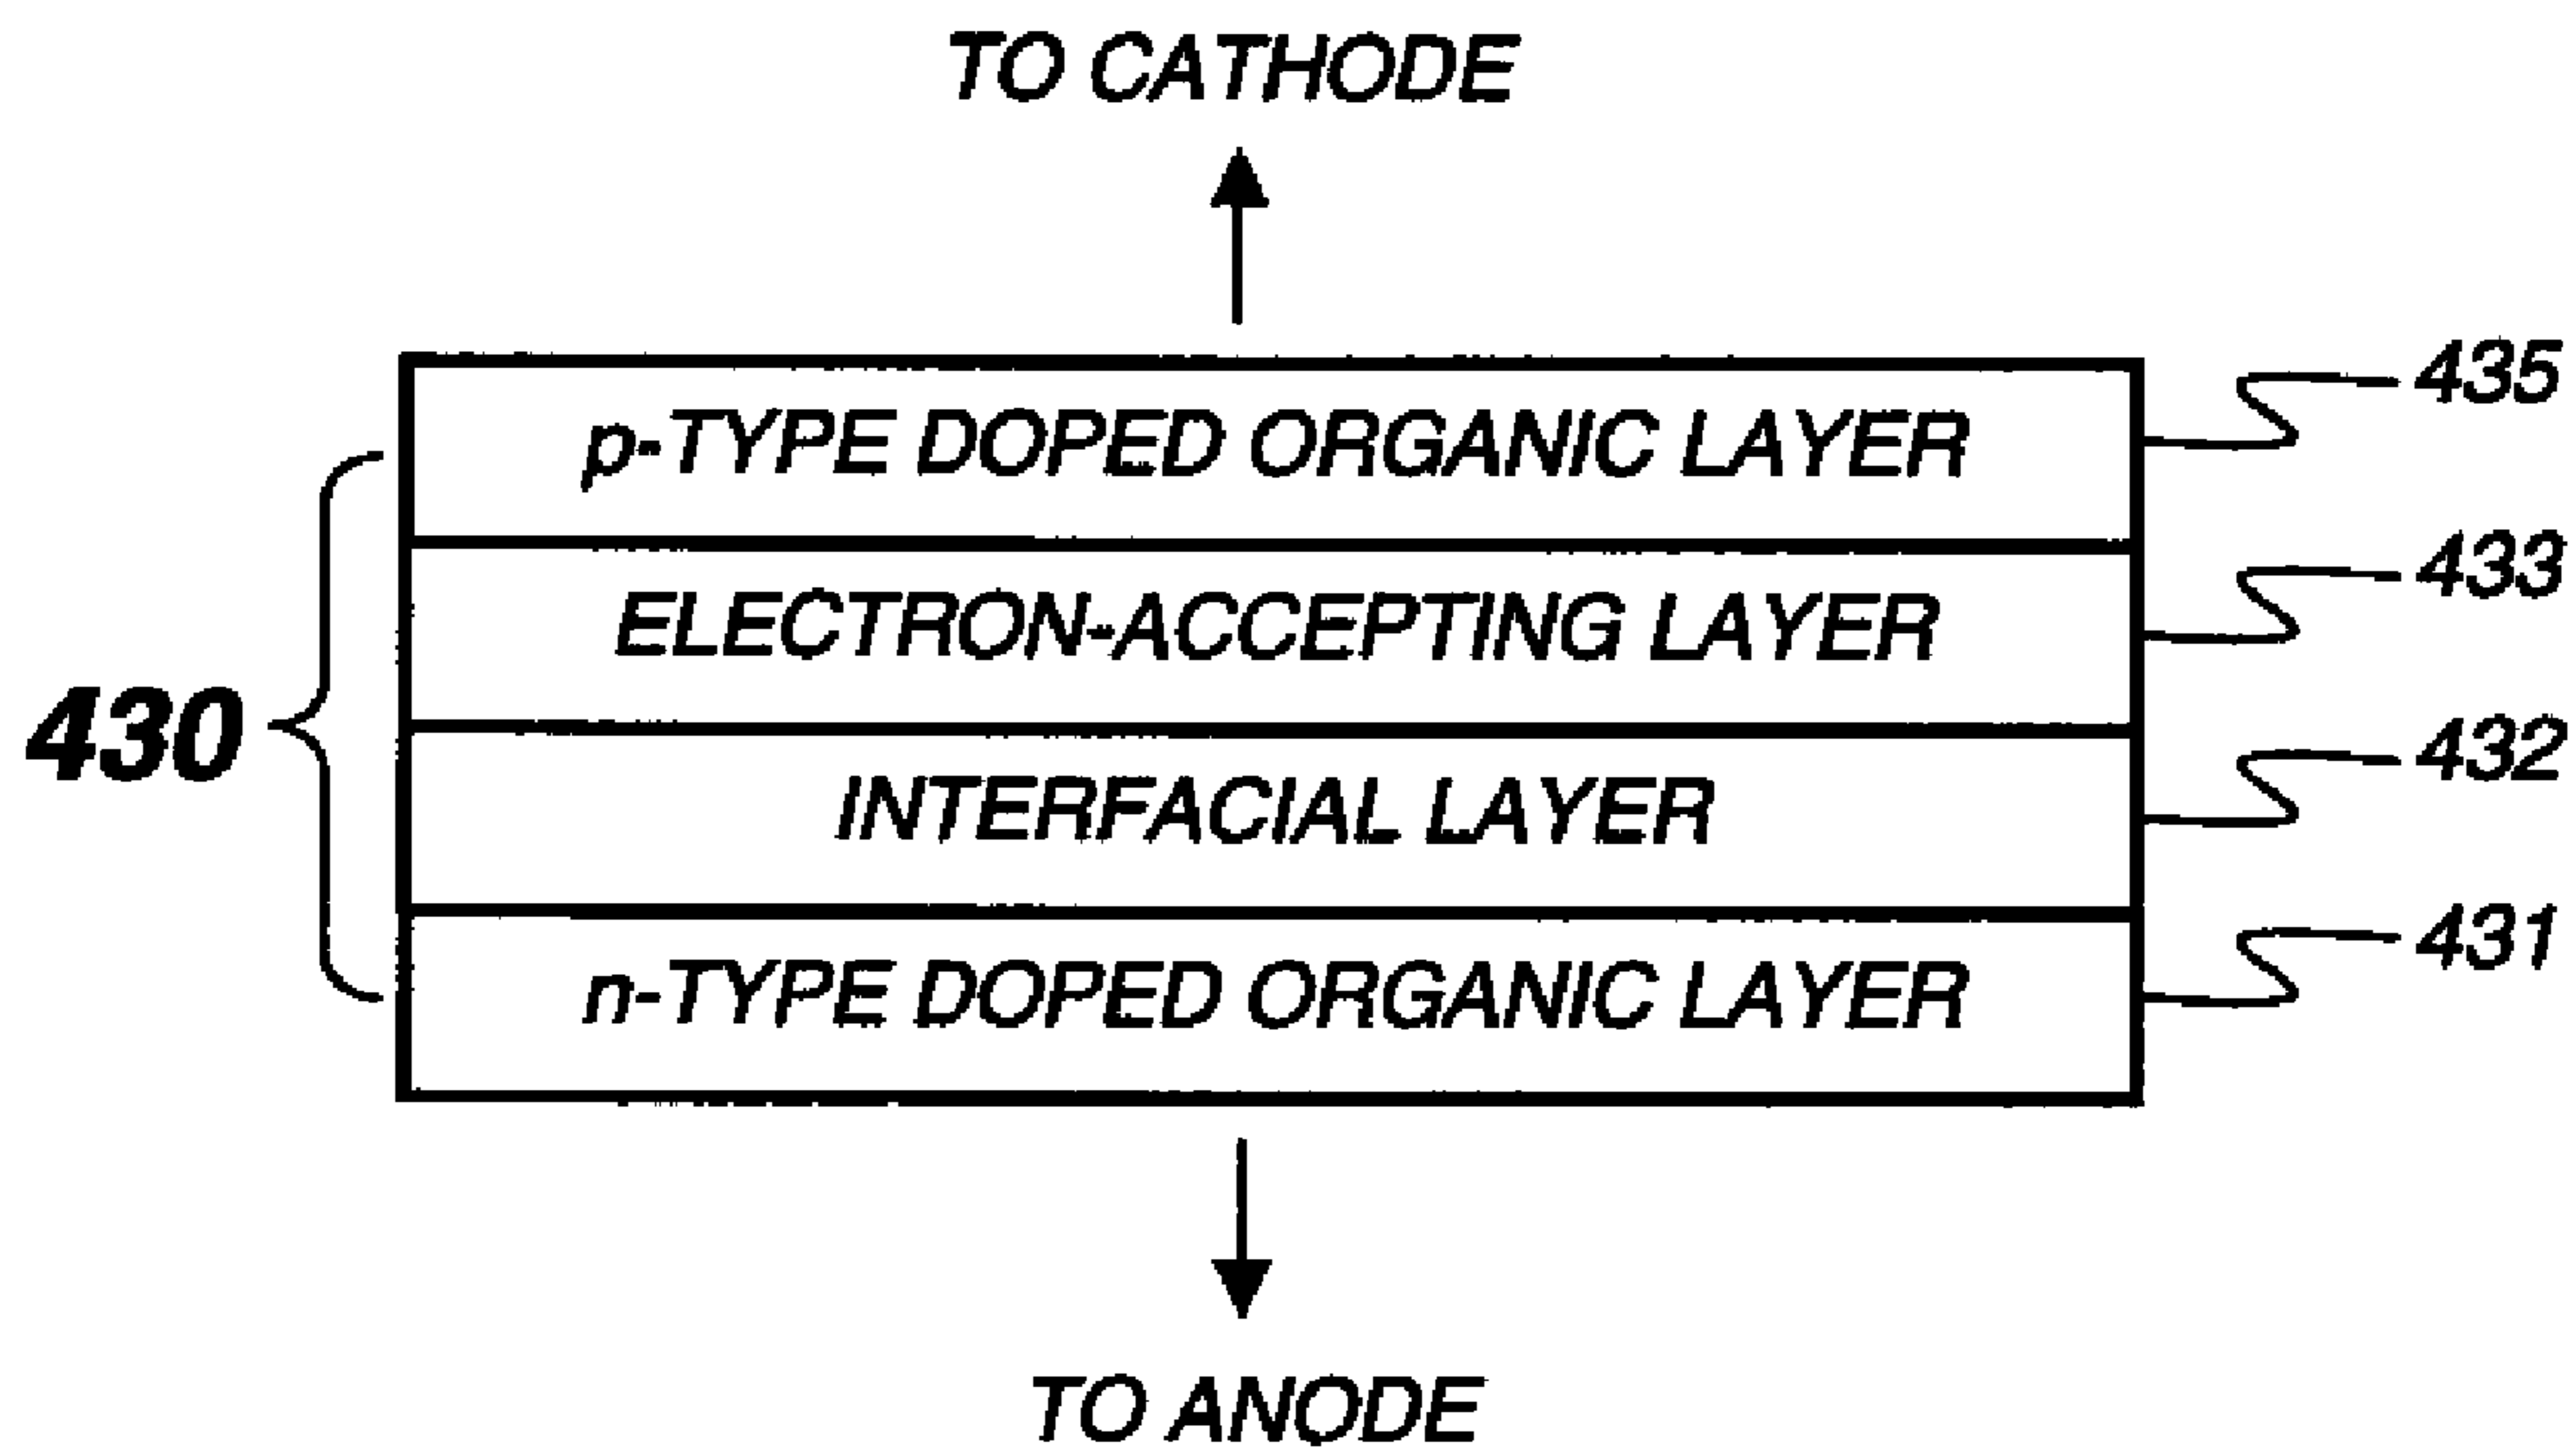 TO CATHODE
435
p-TYPE DOPED ORGANIC LAYER
433
ELECTRON-ACCEPTING LAYER
430
432
INTERFACIAL LAYER
431
n-TYPE DOPED ORGANIC LAYER
TO ANODE